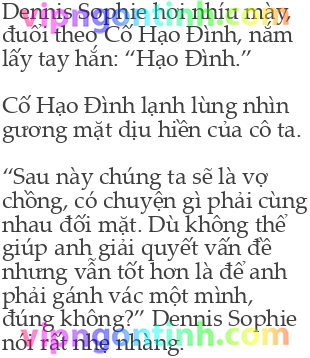 Dennis Sophie hơi nhíu mày,
đuổi theo Cố Hạo Đình, nắm
lấy tay hắn: “Hạo Đình.”
Cố Hạo Đình lạnh lùng nhìn
gương mặt dịu hiền của cô ta.
“Sau này chúng ta sẽ là vợ
chồng, có chuyện gì phải cùng
nhau đối mặt. Dù không thể
giúp anh giải quyết vấn đề
nhưng vẫn tốt hơn là để anh
phải gánh vác một mình,
đúng không?” Dennis Sophie
nói rất nhẹ nhàng.
vipngontinh.com
vipngontinh.com